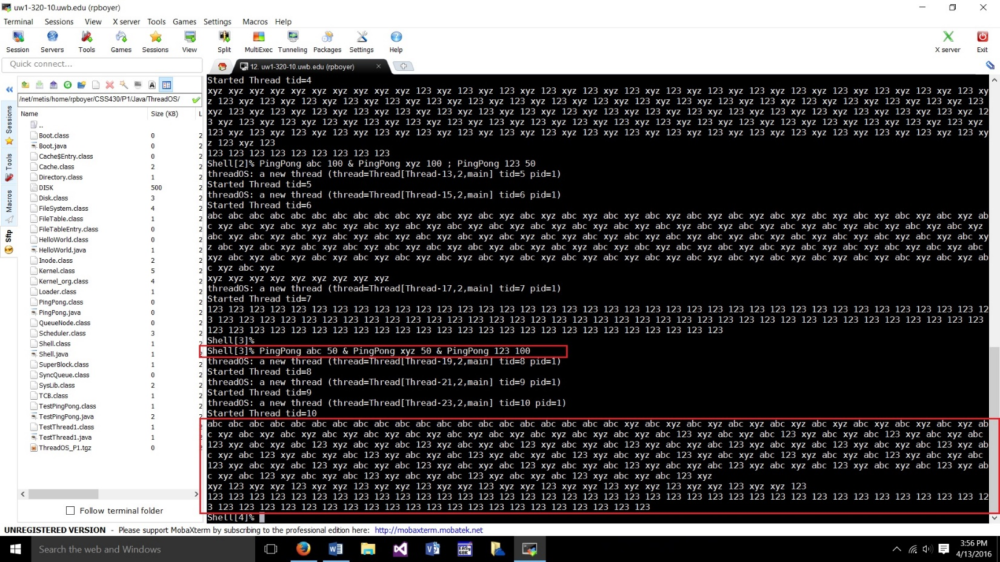 uw1-320-10.uwb.edu (rpboyer)
Terminal Sessions View X server Tools Games Settings Macros Help
Session Servers Tools Games Sessions View Split MultiExec Tunneling Packages Settings Help X server Exit
Quick connect...
12. uw1-320-10.uwb.edu (rpboyer)
Sessions
Tools
Macros
Sftp
/net/metis/home/rpboyer/CSS430/P1/Java/ThreadOS/
Name Size (KB) L
..
Boot.class 0 2
Boot.java 0 2
Cache$Entry.class 0 2
Cache.class 2 2
Directory.class 1 2
DISK 500 2
Disk.class 3 2
FileSystem.class 4 2
FileTable.class 1 2
FileTableEntry.class 0 2
HelloWorld.class 0 2
HelloWorld.java 1 2
Inode.class 2 2
Kernel.class 5 2
Kernel_org.class 4 2
Loader.class 1 2
PingPong.class 0 2
PingPong.java 0 2
QueueNode.class 0 2
Scheduler.class 3 2
Shell.class 1 2
Shell.java 1 2
SuperBlock.class 1 2
SyncQueue.class 0 2
SysLib.class 2 2
TCB.class 1 2
TestPingPong.class 1 2
TestPingPong.java 2 2
TestThread1.class 1 2
TestThread1.java 1 2
ThreadOS_P1.tgz 0 2
Follow terminal folder
Started Thread tid=4
xyz xyz xyz xyz xyz xyz xyz xyz xyz xyz 123 xyz 123 xyz 123 xyz 123 xyz 123 xyz 123 xyz 123 xyz 123 xyz 123 xyz 123 xyz 123 xyz 123 xyz 123 xyz 123 xy
z 123 xyz 123 xyz 123 xyz 123 xyz 123 xyz 123 xyz 123 xyz 123 xyz 123 xyz 123 xyz 123 xyz 123 xyz 123 xyz 123 xyz 123 xyz 123 xyz 123 xyz 123 xyz 123
xyz 123 xyz 123 xyz 123 xyz 123 xyz 123 xyz 123 xyz 123 xyz 123 xyz 123 xyz 123 xyz 123 xyz 123 xyz 123 xyz 123 xyz 123 xyz 123 xyz 123 xyz 123 xyz 12
3 xyz 123 xyz 123 xyz 123 xyz 123 xyz 123 xyz 123 xyz 123 xyz 123 xyz 123 xyz 123 xyz 123 xyz 123 xyz 123 xyz 123 xyz 123 xyz 123 xyz 123 xyz 123 xyz
123 xyz 123 xyz 123 xyz 123 xyz 123 xyz 123 xyz 123 xyz 123 xyz 123 xyz 123 xyz 123 xyz 123 xyz 123 xyz 123 xyz 123 xyz 123 xyz 123 xyz 123 xyz 123 xy
z 123 xyz 123
123 123 123 123 123 123 123 123 123
Shell[2]% PingPong abc 100 & PingPong xyz 100 ; PingPong 123 50
threadOS: a new thread (thread=Thread[Thread-13,2,main] tid=5 pid=1)
Started Thread tid=5
threadOS: a new thread (thread=Thread[Thread-15,2,main] tid=6 pid=1)
Started Thread tid=6
abc abc abc abc abc abc abc abc abc abc xyz abc xyz abc xyz abc xyz abc xyz abc xyz abc xyz abc xyz abc xyz abc xyz abc xyz abc xyz abc xyz abc xyz ab
c xyz abc xyz abc xyz abc xyz abc xyz abc xyz abc xyz abc xyz abc xyz abc xyz abc xyz abc xyz abc xyz abc xyz abc xyz abc xyz abc xyz abc xyz abc xyz
abc xyz abc xyz abc xyz abc xyz abc xyz abc xyz abc xyz abc xyz abc xyz abc xyz abc xyz abc xyz abc xyz abc xyz abc xyz abc xyz abc xyz abc xyz abc xy
z abc xyz abc xyz abc xyz abc xyz abc xyz abc xyz abc xyz abc xyz abc xyz abc xyz abc xyz abc xyz abc xyz abc xyz abc xyz abc xyz abc xyz abc xyz abc
xyz abc xyz abc xyz abc xyz abc xyz abc xyz abc xyz abc xyz abc xyz abc xyz abc xyz abc xyz abc xyz abc xyz abc xyz abc xyz abc xyz abc xyz abc xyz ab
c xyz abc xyz
xyz xyz xyz xyz xyz xyz xyz xyz xyz
threadOS: a new thread (thread=Thread[Thread-17,2,main] tid=7 pid=1)
Started Thread tid=7
123 123 123 123 123 123 123 123 123 123 123 123 123 123 123 123 123 123 123 123 123 123 123 123 123 123 123 123 123 123 123 123 123 123 123 123 123 12
3 123 123 123 123 123 123 123 123 123 123 123 123 123 123 123 123 123 123 123 123 123 123 123 123 123 123 123 123 123 123 123 123 123 123 123 123 123
123 123 123 123 123 123 123 123 123 123 123 123 123 123 123 123 123 123 123 123 123 123 123 123 123
Shell[3]%
Shell[3]% PingPong abc 50 & PingPong xyz 50 & PingPong 123 100
threadOS: a new thread (thread=Thread[Thread-19,2,main] tid=8 pid=1)
Started Thread tid=8
threadOS: a new thread (thread=Thread[Thread-21,2,main] tid=9 pid=1)
Started Thread tid=9
threadOS: a new thread (thread=Thread[Thread-23,2,main] tid=10 pid=1)
Started Thread tid=10
abc abc abc abc abc abc abc abc abc abc abc abc abc abc abc abc abc abc abc abc xyz abc xyz abc xyz abc xyz abc xyz abc xyz abc xyz abc xyz abc xyz ab
c xyz abc xyz abc xyz abc xyz abc xyz abc xyz abc xyz abc xyz abc xyz abc xyz abc xyz abc 123 xyz abc xyz abc 123 xyz abc xyz abc 123 xyz abc xyz abc
123 xyz abc xyz abc 123 xyz abc xyz abc 123 xyz abc xyz abc 123 xyz abc xyz abc 123 xyz abc xyz abc 123 xyz abc xyz abc 123 xyz abc xyz abc 123 xyz ab
c xyz abc 123 xyz abc xyz abc 123 xyz abc xyz abc 123 xyz abc xyz abc 123 xyz abc xyz abc 123 xyz abc xyz abc 123 xyz abc xyz abc 123 xyz abc xyz abc
123 xyz abc xyz abc 123 xyz abc xyz abc 123 xyz abc xyz abc 123 xyz abc xyz abc 123 xyz abc xyz abc 123 xyz abc xyz abc 123 xyz abc xyz abc 123 xyz ab
c xyz abc 123 xyz abc xyz abc 123 xyz abc xyz abc 123 xyz abc xyz abc 123 xyz abc xyz abc 123 xyz
xyz 123 xyz xyz 123 xyz xyz 123 xyz xyz 123 xyz xyz 123 xyz xyz 123 xyz xyz 123 xyz xyz 123 xyz xyz 123 xyz xyz 123
123 123 123 123 123 123 123 123 123 123 123 123 123 123 123 123 123 123 123 123 123 123 123 123 123 123 123 123 123 123 123 123 123 123 123 123 123 12
3 123 123 123 123 123 123 123 123 123 123 123 123 123 123 123 123 123 123 123 123 123
Shell[4]%
UNREGISTERED VERSION - Please support MobaXterm by subscribing to the professional edition here: http://mobaxterm.mobatek.net
Search the web and Windows
3:56 PM
4/13/2016